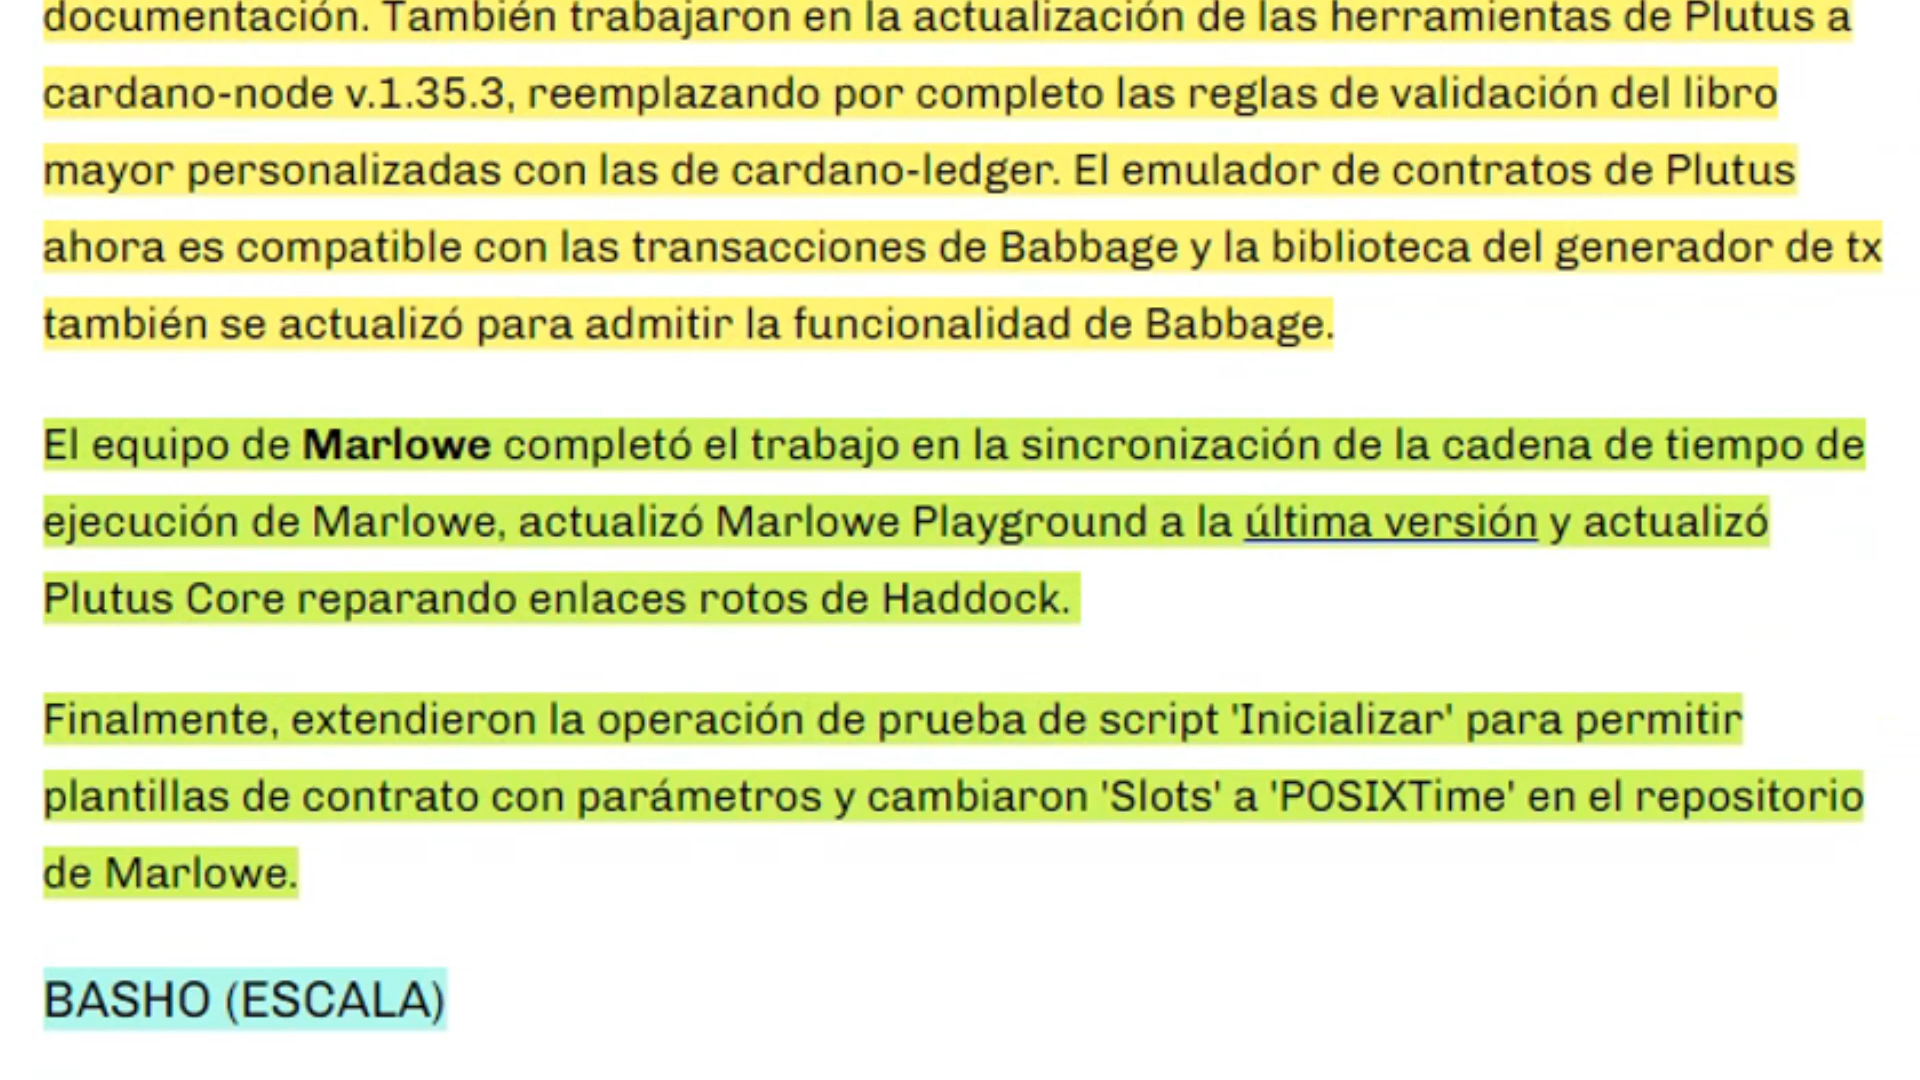 documentación. También trabajaron en la actualización de las herramientas de Plutus a
cardano-node v.1.35.3, reemplazando por completo las reglas de validación del libro
mayor personalizadas con las de cardano-ledger. El emulador de contratos de Plutus
ahora es compatible con las transacciones de Babbage y la biblioteca del generador de tx
también se actualizó para admitir la funcionalidad de Babbage.
El equipo de Marlowe completó el trabajo en la sincronización de la cadena de tiempo de
ejecución de Marlowe, actualizó Marlowe Playground a la última versión y actualizó
Plutus Core reparando enlaces rotos de Haddock.
Finalmente, extendieron la operación de prueba de script 'Inicializar' para permitir
plantillas de contrato con parámetros y cambiaron 'Slots' a 'POSIXTime' en el repositorio
de Marlowe.
BASHO (ESCALA)